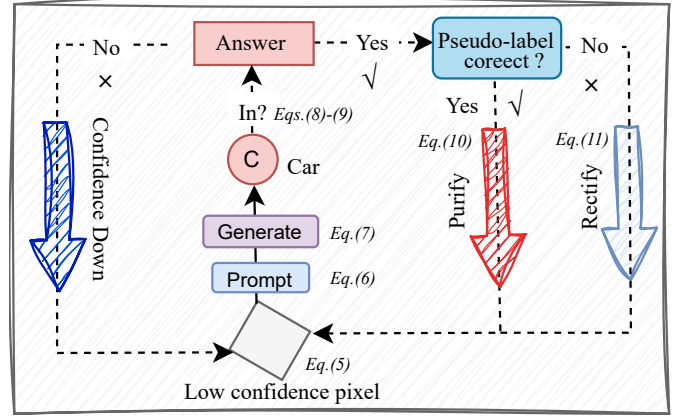 No
×
Answer
Yes
√
Pseudo-label
coreect ?
No
×
In? Eqs.(8)-(9)
Yes
√
Eq.(10)
Eq.(11)
C
Car
Confidence Down
Purify
Rectify
Generate
Eq.(7)
Prompt
Eq.(6)
Eq.(5)
Low confidence pixel